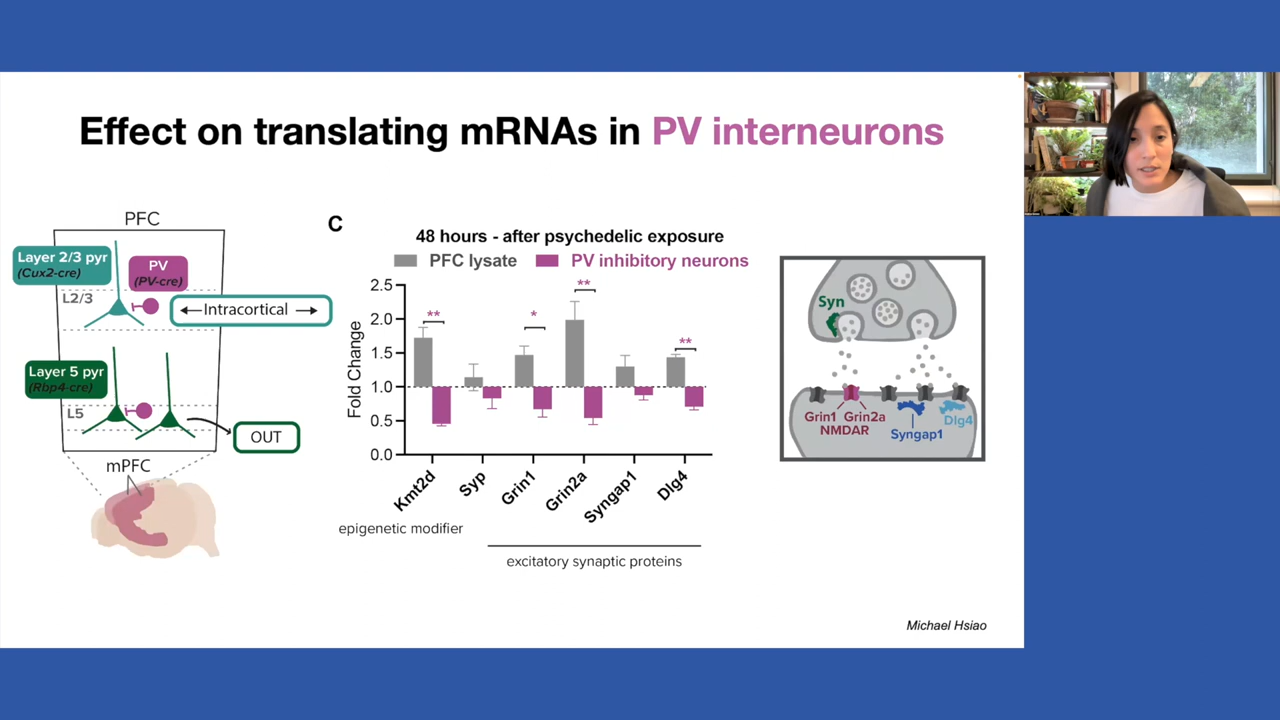 Effect on translating mRNAs in PV interneurons
PFC
Layer 2/3 pyr
(Cux2-cre)
PV
(PV-cre)
L2/3
Intracortical
Layer 5 pyr
(Rbp4-cre)
L5
OUT
mPFC
C
48 hours - after psychedelic exposure
PFC lysate
PV inhibitory neurons
Fold Change
2.5
2.0
1.5
1.0
0.5
0.0
**
*
**
**
Kmt2d
Syp
Grin1
Grin2a
Syngap1
Dlg4
epigenetic modifier
excitatory synaptic proteins
Syn
Grin1 Grin2a
NMDAR
Syngap1
Dlg4
Michael Hsiao